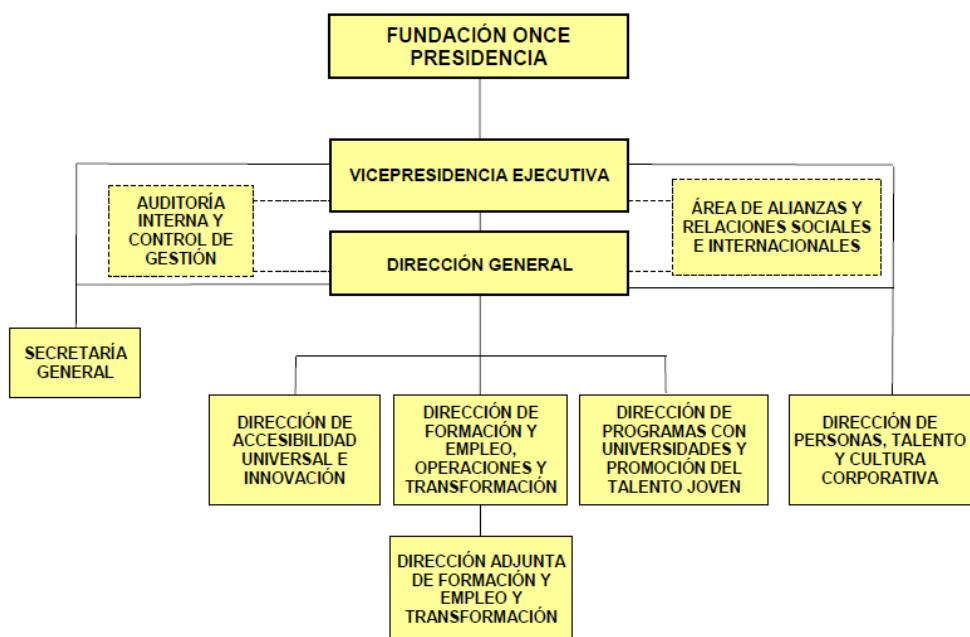 FUNDACIÓN ONCE
PRESIDENCIA
VICEPRESIDENCIA EJECUTIVA
AUDITORÍA
INTERNA Y
CONTROL DE
GESTIÓN
ÁREA DE ALIANZAS Y
RELACIONES SOCIALES
E INTERNACIONALES
DIRECCIÓN GENERAL
SECRETARÍA
GENERAL
DIRECCIÓN DE
ACCESIBILIDAD
UNIVERSAL E
INNOVACIÓN
DIRECCIÓN DE
FORMACIÓN Y
EMPLEO,
OPERACIONES Y
TRANSFORMACIÓN
DIRECCIÓN DE
PROGRAMAS CON
UNIVERSIDADES Y
PROMOCIÓN DEL
TALENTO JOVEN
DIRECCIÓN DE
PERSONAS, TALENTO
Y CULTURA
CORPORATIVA
DIRECCIÓN ADJUNTA
DE FORMACIÓN Y
EMPLEO Y
TRANSFORMACIÓN